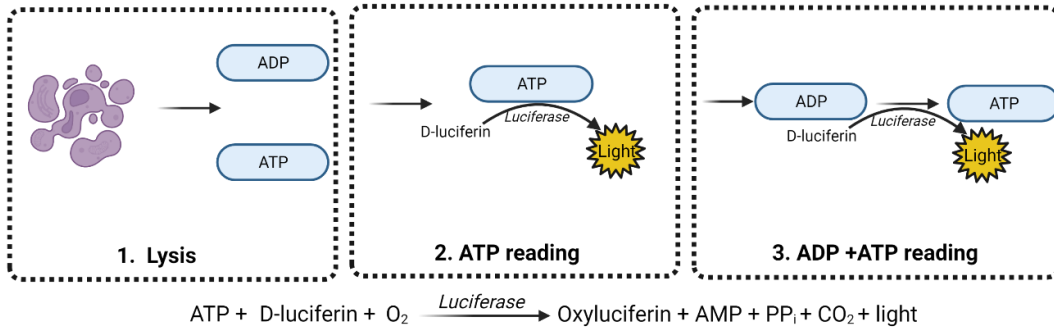 ADP
ATP
1. Lysis
ATP
D-luciferin
Luciferase
Light
2. ATP reading
ADP
ATP
D-luciferin
Luciferase
Light
3. ADP +ATP reading
ATP + D-luciferin + O₂ Luciferase Oxyluciferin + AMP + PPᵢ + CO₂ + light